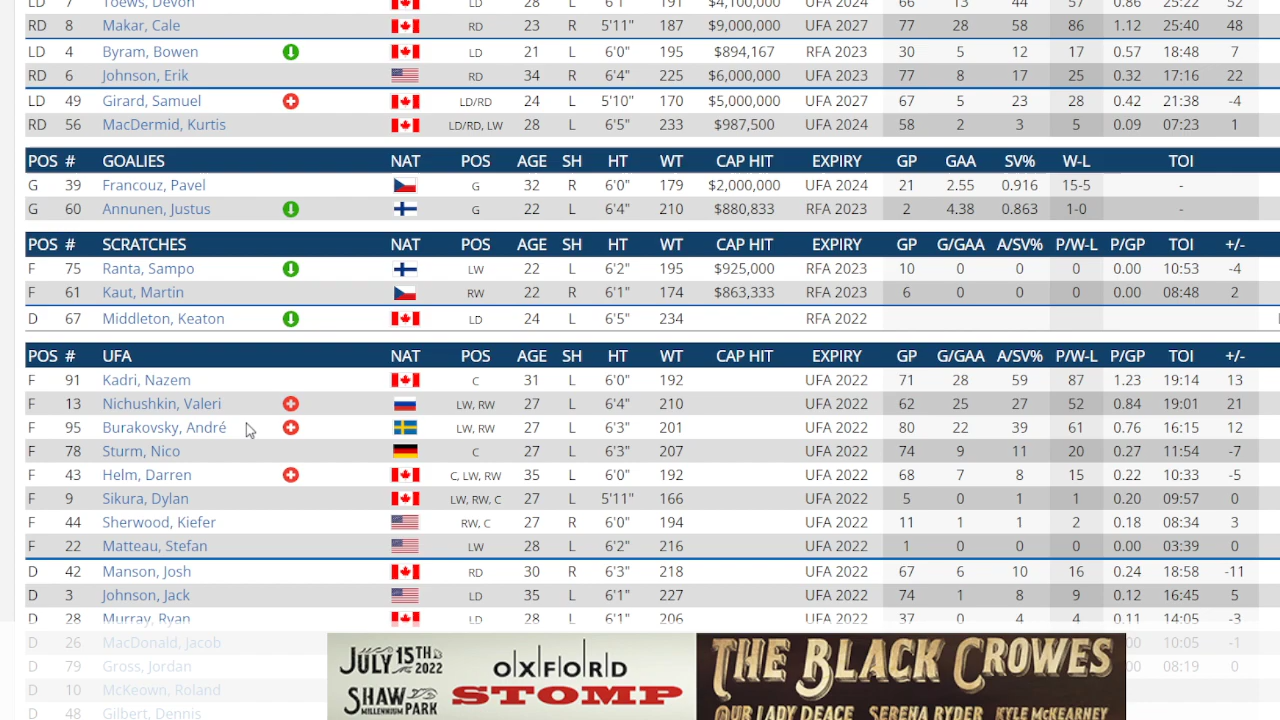 LD 7 Toews, Devon LD 28 L 6'1" 191 $4,100,000 UFA 2024 66 13 44 57 0.86 25:22 52
RD 8 Makar, Cale RD 23 R 5'11" 187 $9,000,000 UFA 2027 77 28 58 86 1.12 25:40 48
LD 4 Byram, Bowen LD 21 L 6'0" 195 $894,167 RFA 2023 30 5 12 17 0.57 18:48 7
RD 6 Johnson, Erik RD 34 R 6'4" 225 $6,000,000 UFA 2023 77 8 17 25 0.32 17:16 22
LD 49 Girard, Samuel LD/RD 24 L 5'10" 170 $5,000,000 UFA 2027 67 5 23 28 0.42 21:38 -4
RD 56 MacDermid, Kurtis LD/RD, LW 28 L 6'5" 233 $987,500 UFA 2024 58 2 3 5 0.09 07:23 1
POS # GOALIES NAT POS AGE SH HT WT CAP HIT EXPIRY GP GAA SV% W-L TOI
G 39 Francouz, Pavel G 32 R 6'0" 179 $2,000,000 UFA 2024 21 2.55 0.916 15-5 -
G 60 Annunen, Justus G 22 L 6'4" 210 $880,833 RFA 2023 2 4.38 0.863 1-0 -
POS # SCRATCHES NAT POS AGE SH HT WT CAP HIT EXPIRY GP G/GAA A/SV% P/W-L P/GP TOI +/-
F 75 Ranta, Sampo LW 22 L 6'2" 195 $925,000 RFA 2023 10 0 0 0 0.00 10:53 -4
F 61 Kaut, Martin RW 22 R 6'1" 174 $863,333 RFA 2023 6 0 0 0 0.00 08:48 2
D 67 Middleton, Keaton LD 24 L 6'5" 234 RFA 2022
POS # UFA NAT POS AGE SH HT WT CAP HIT EXPIRY GP G/GAA A/SV% P/W-L P/GP TOI +/-
F 91 Kadri, Nazem C 31 L 6'0" 192 UFA 2022 71 28 59 87 1.23 19:14 13
F 13 Nichushkin, Valeri LW, RW 27 L 6'4" 210 UFA 2022 62 25 27 52 0.84 19:01 21
F 95 Burakovsky, André LW, RW 27 L 6'3" 201 UFA 2022 80 22 39 61 0.76 16:15 12
F 78 Sturm, Nico C 27 L 6'3" 207 UFA 2022 74 9 11 20 0.27 11:54 -7
F 43 Helm, Darren C, LW, RW 35 L 6'0" 192 UFA 2022 68 7 8 15 0.22 10:33 -5
F 9 Sikura, Dylan LW, RW, C 27 L 5'11" 166 UFA 2022 5 0 1 1 0.20 09:57 0
F 44 Sherwood, Kiefer RW, C 27 R 6'0" 194 UFA 2022 11 1 1 2 0.18 08:34 3
F 22 Matteau, Stefan LW 28 L 6'2" 216 UFA 2022 1 0 0 0 0.00 03:39 0
D 42 Manson, Josh RD 30 R 6'3" 218 UFA 2022 67 6 10 16 0.24 18:58 -11
D 3 Johnson, Jack LD 35 L 6'1" 227 UFA 2022 74 1 8 9 0.12 16:45 5
D 28 Murray, Ryan LD 28 L 6'1" 206 UFA 2022 37 0 4 4 0.11 14:05 -3
D 26 MacDonald, Jacob 00 10:05 -1
D 79 Gross, Jordan 00 08:19 0
D 10 McKeown, Roland
D 48 Gilbert, Dennis
JULY 15TH 2022
SHAW MILLENNIUM PARK
OXFORD
STOMP
THE BLACK CROWES
OUR LADY PEACE SERENA RYDER KYLE McKEARNEY